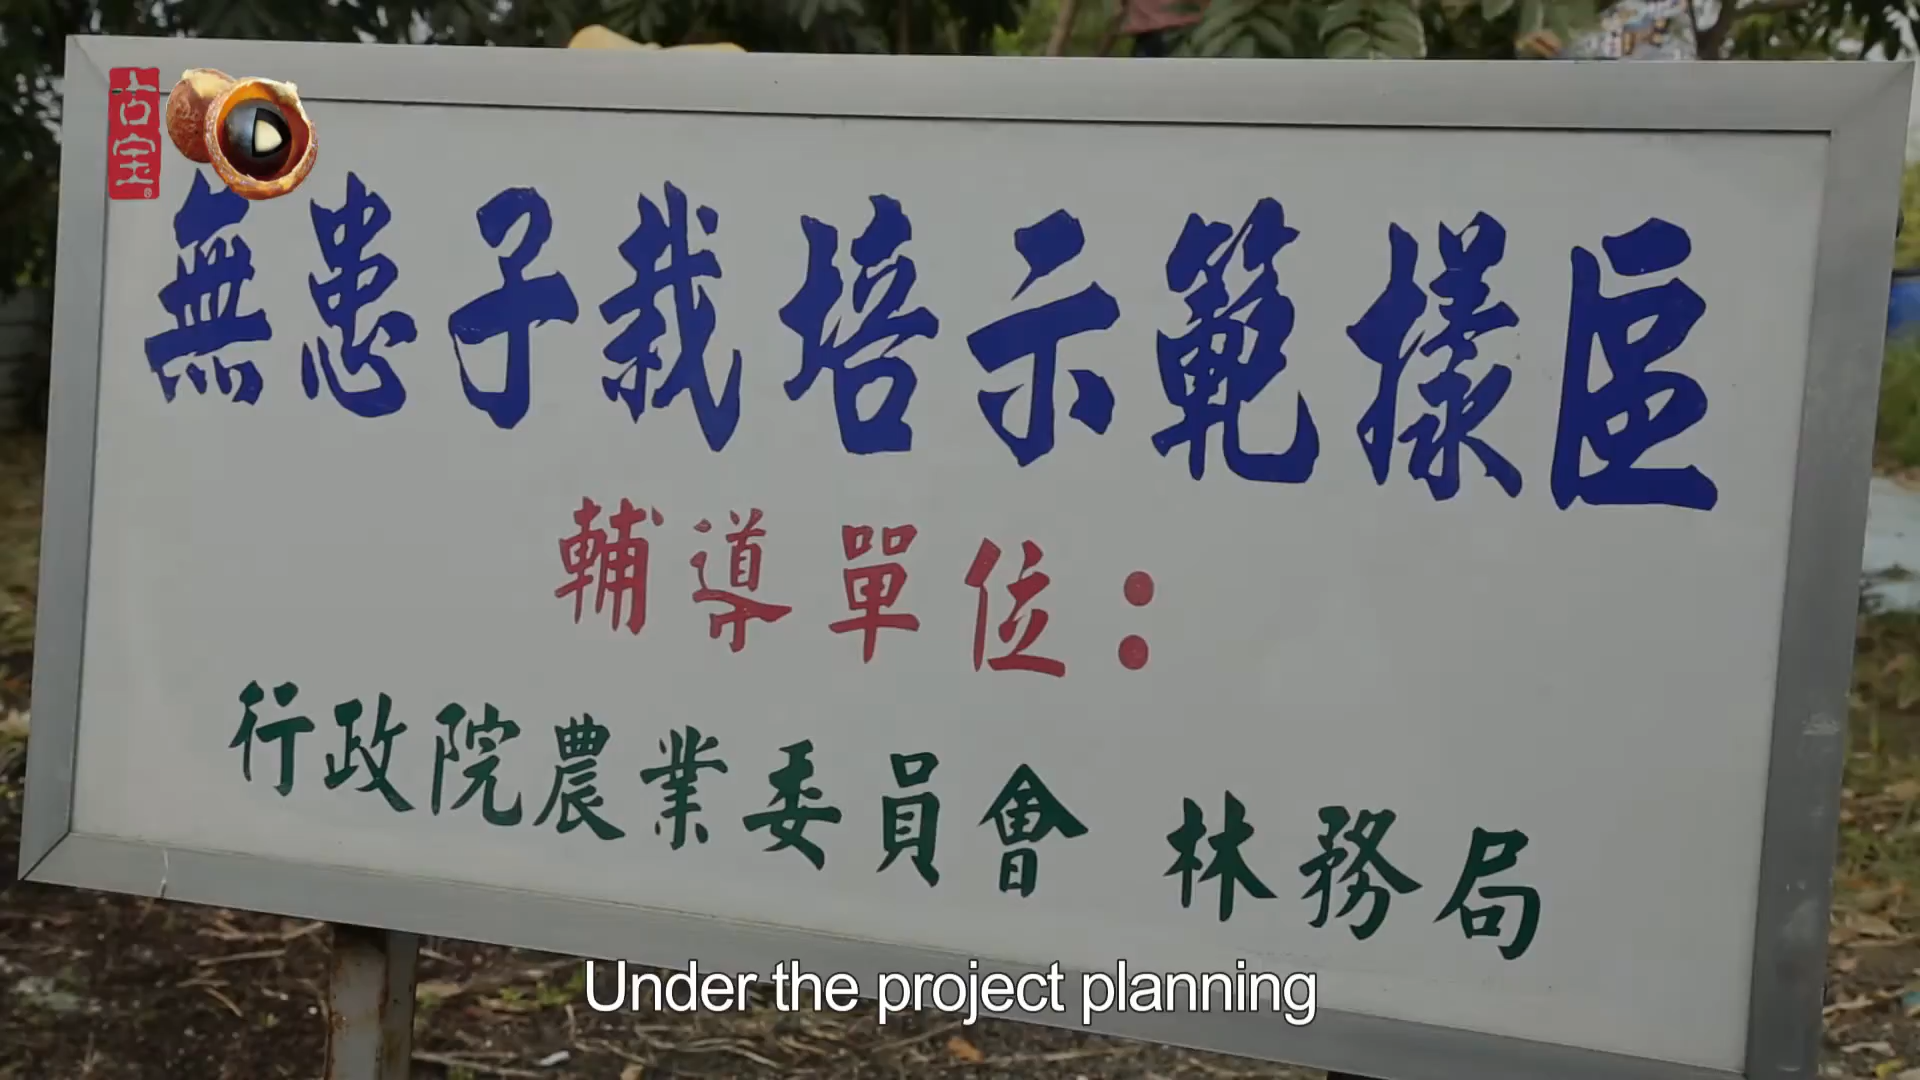 古宝
無患子栽培示範樣區
輔導單位：
行政院農業委員會 林務局
Under the project planning